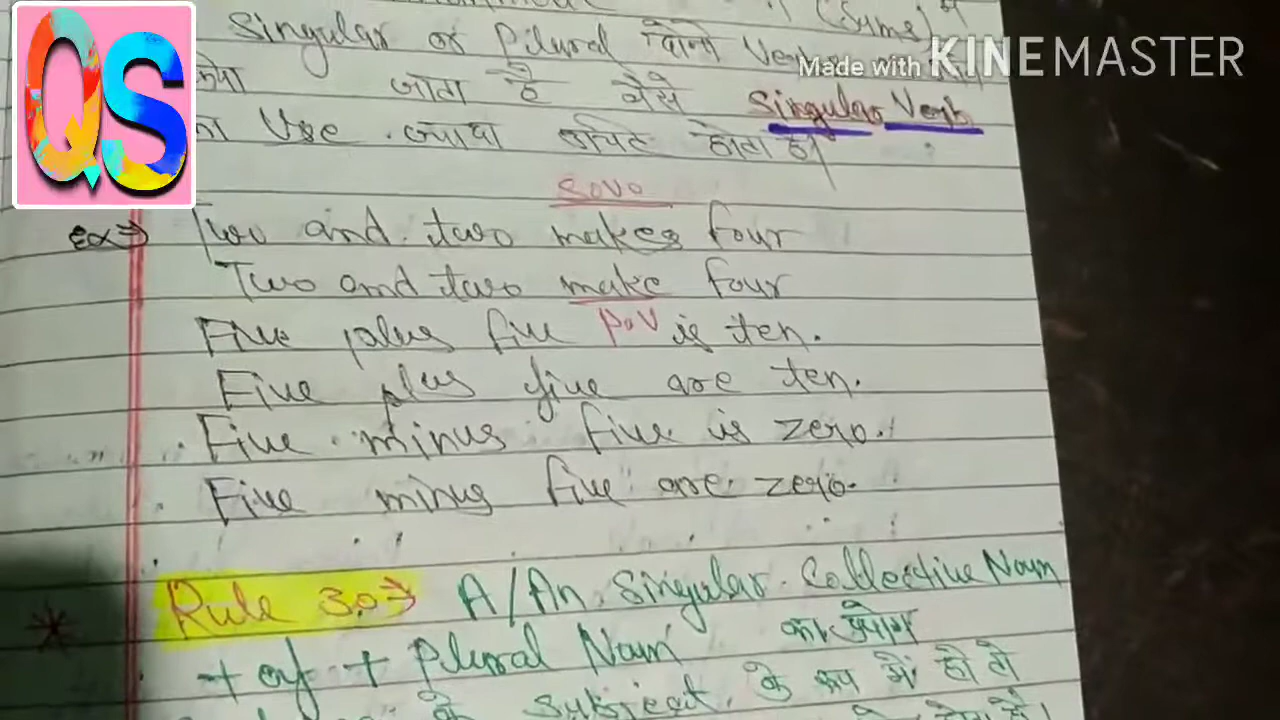 (Sums) में
Singular or Pilural दोनो Verb
Made with KINEMASTER
जाता है जैसे Singular Verb
का Use ज्यादा उचित होता है।
QS
S.V.
Ex⇒ Two and two makes four
Two and two make four
P.V
Five plus five is ten.
Five plus five are ten.
Five minus five is zero.
Five minus five are zero.
Rule 30⇒ A/An Singular Collective Noun
+ of + Plural Noun का प्रयोग
के Subject के रूप में हो तो